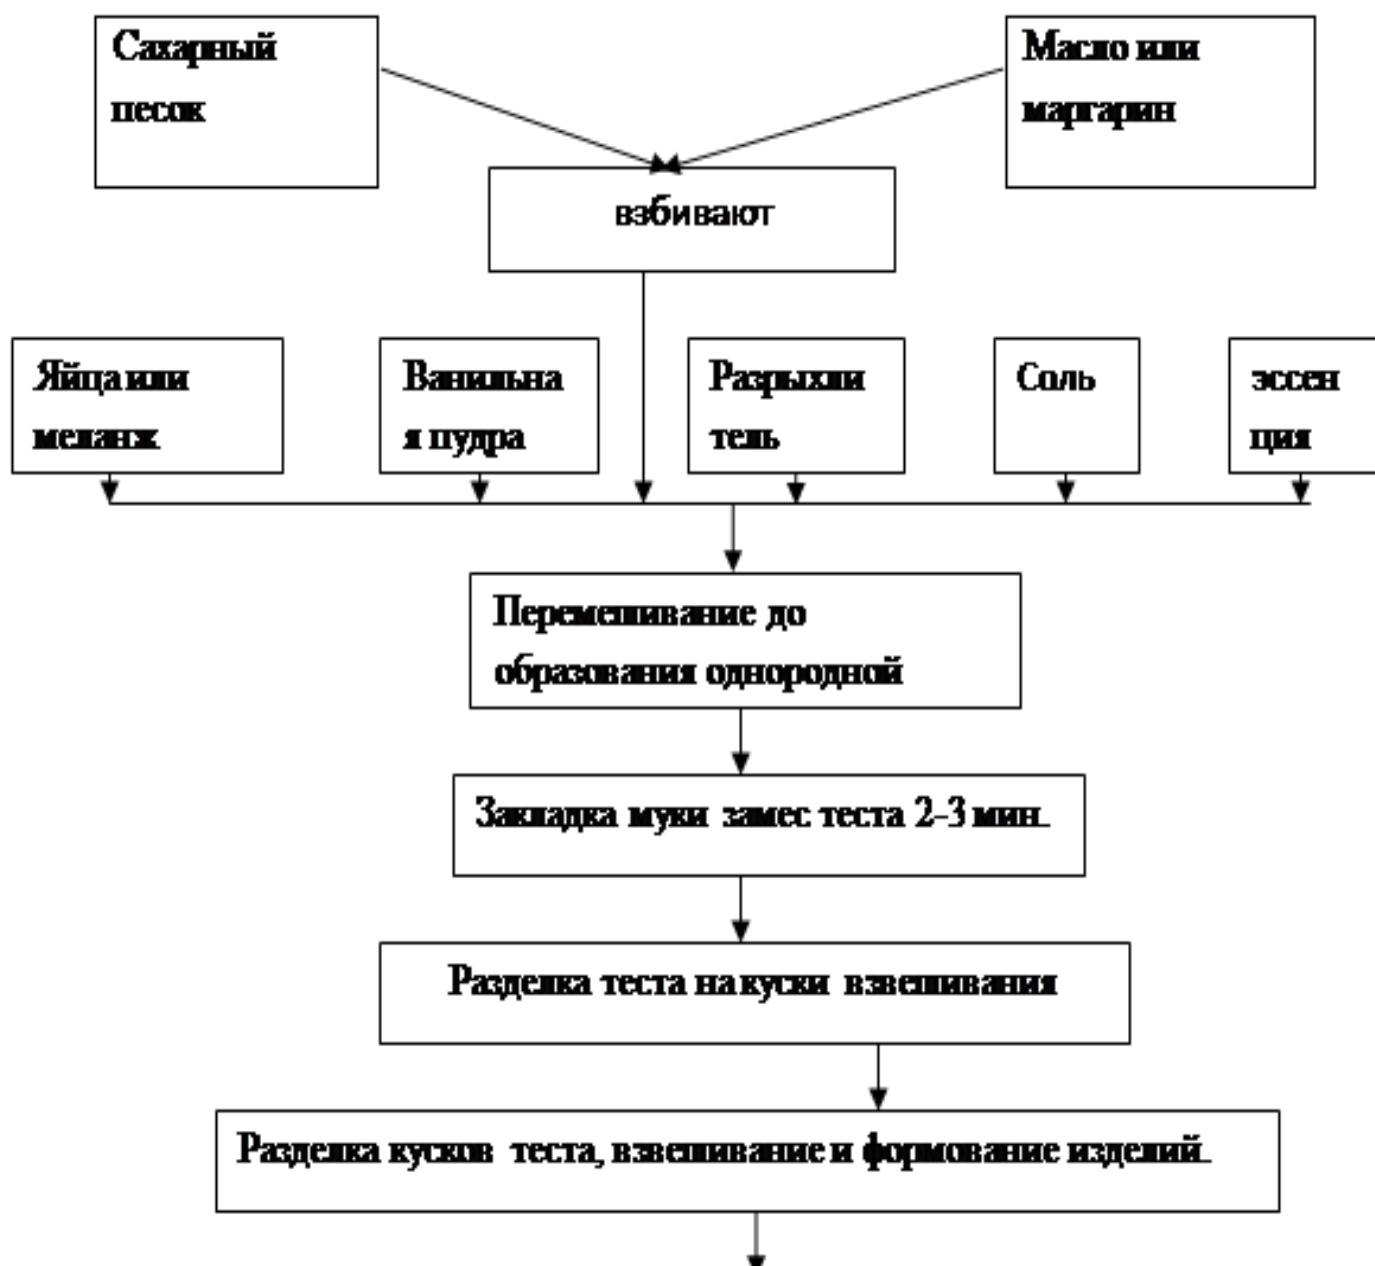 Сахарный
песок
Масло или
маргарин
взбивают
Яйца или
меланж
Ванильна
я пудра
Разрыхли
тель
Соль
эссен
ция
Перемешивание до
образования однородной
Закладка муки замес теста 2-3 мин.
Разделка теста на куски взвешивания
Разделка кусков теста, взвешивание и формование изделий.